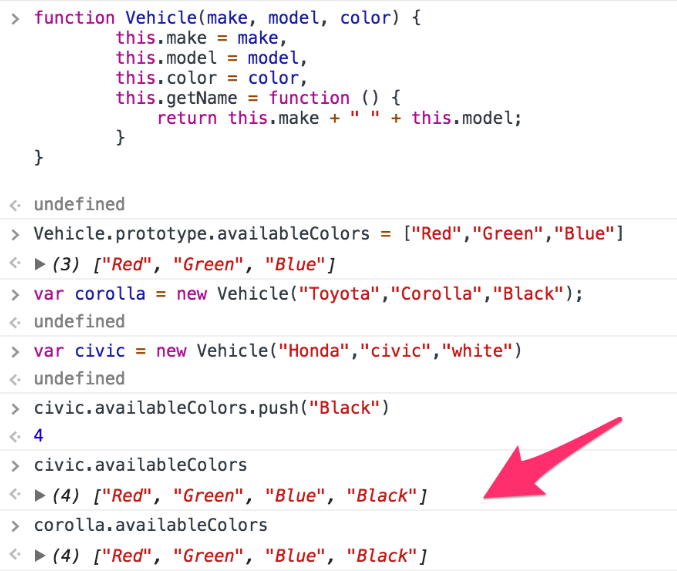 function Vehicle(make, model, color) {
this.make = make,
this.model = model,
this.color = color,
this.getName = function () {
return this.make + " " + this.model;
}
}
undefined
Vehicle.prototype.availableColors = ["Red","Green","Blue"]
(3) ["Red", "Green", "Blue"]
var corolla = new Vehicle("Toyota","Corolla","Black");
undefined
var civic = new Vehicle("Honda","civic","white")
undefined
civic.availableColors.push("Black")
4
civic.availableColors
(4) ["Red", "Green", "Blue", "Black"]
corolla.availableColors
(4) ["Red", "Green", "Blue", "Black"]